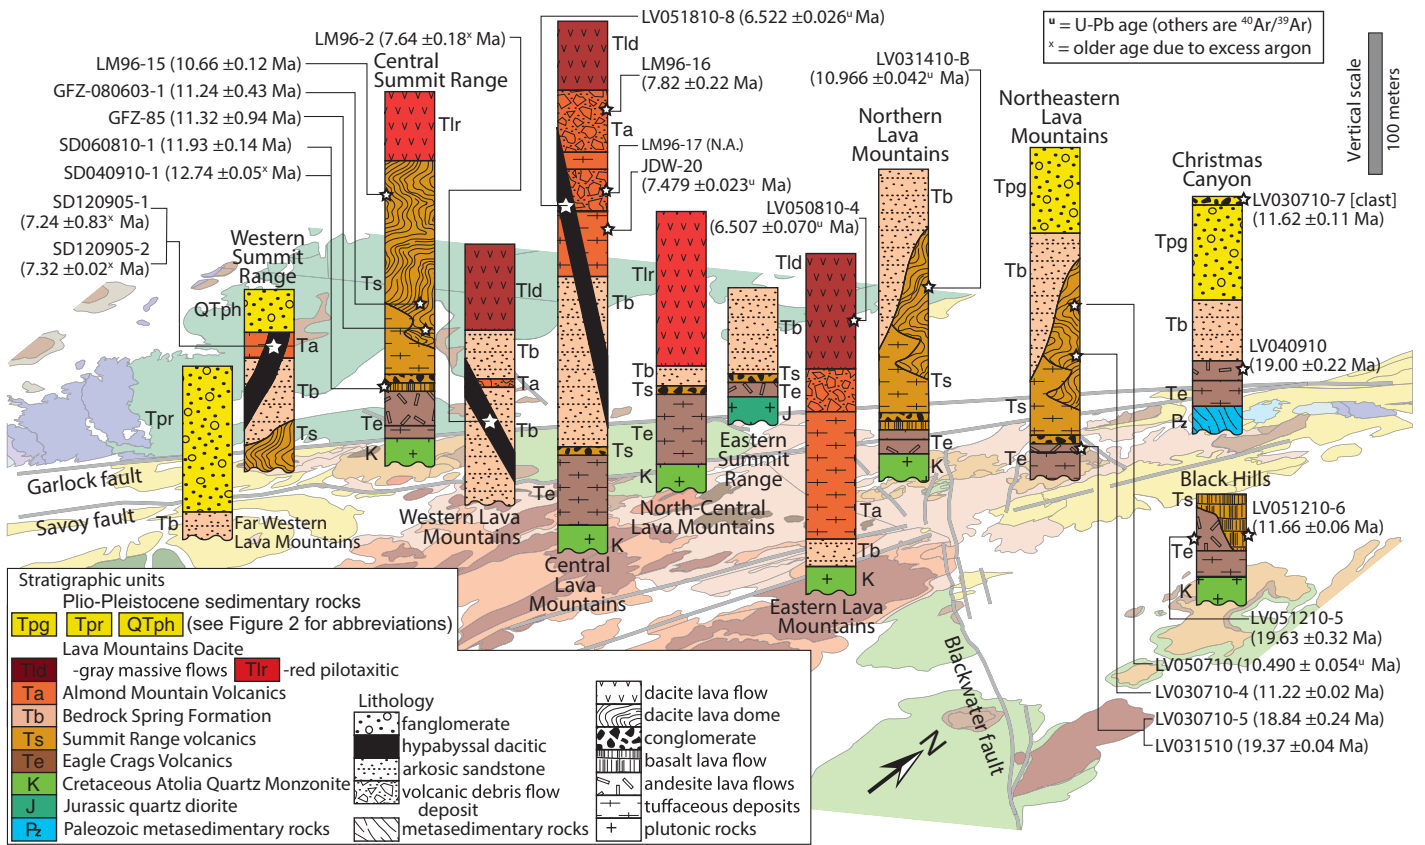 LV051810-8 (6.522 ±0.026ᵘ Ma)
ᵘ = U-Pb age (others are ⁴⁰Ar/³⁹Ar)
ˣ = older age due to excess argon
Vertical scale
100 meters
LM96-2 (7.64 ±0.18ˣ Ma)
LM96-15 (10.66 ±0.12 Ma)
GFZ-080603-1 (11.24 ±0.43 Ma)
GFZ-85 (11.32 ±0.94 Ma)
SD060810-1 (11.93 ±0.14 Ma)
SD040910-1 (12.74 ±0.05ˣ Ma)
SD120905-1
(7.24 ±0.83ˣ Ma)
SD120905-2
(7.32 ±0.02ˣ Ma)
LM96-16
(7.82 ±0.22 Ma)
LM96-17 (N.A.)
JDW-20
(7.479 ±0.023ᵘ Ma)
LV050810-4
(6.507 ±0.070ᵘ Ma)
LV031410-B
(10.966 ±0.042ᵘ Ma)
LV030710-7 [clast]
(11.62 ±0.11 Ma)
LV040910
(19.00 ±0.22 Ma)
LV051210-6
(11.66 ±0.06 Ma)
LV051210-5
(19.63 ±0.32 Ma)
LV050710 (10.490 ± 0.054ᵘ Ma)
LV030710-4 (11.22 ±0.02 Ma)
LV030710-5 (18.84 ±0.24 Ma)
LV031510 (19.37 ±0.04 Ma)
Far Western
Lava Mountains
Tpr
Tb
Western
Summit
Range
QTph
Ta
Tb
Ts
Central
Summit Range
Tlr
Ts
Te
K
Western Lava
Mountains
Tld
Tb
Ta
Tb
Central
Lava
Mountains
Tld
Ta
Tb
Ts
Te
K
North-Central
Lava Mountains
Tlr
Tb
Ts
Te
K
Eastern
Summit
Range
Tb
Ts
Te
J
Eastern Lava
Mountains
Tld
Ta
Tb
K
Northern
Lava
Mountains
Tb
Ts
Te
K
Northeastern
Lava
Mountains
Tpg
Tb
Ts
Te
Christmas
Canyon
Tpg
Tb
Te
Pz
Black Hills
Ts
Te
K
Garlock fault
Savoy fault
Blackwater fault
N
Stratigraphic units
Plio-Pleistocene sedimentary rocks
Tpg Tpr QTph (see Figure 2 for abbreviations)
Lava Mountains Dacite
Tld -gray massive flows Tlr -red pilotaxitic
Ta Almond Mountain Volcanics
Tb Bedrock Spring Formation
Ts Summit Range volcanics
Te Eagle Crags Volcanics
K Cretaceous Atolia Quartz Monzonite
J Jurassic quartz diorite
Pz Paleozoic metasedimentary rocks
Lithology
fanglomerate
hypabyssal dacitic
arkosic sandstone
volcanic debris flow
deposit
metasedimentary rocks
dacite lava flow
dacite lava dome
conglomerate
basalt lava flow
andesite lava flows
tuffaceous deposits
plutonic rocks